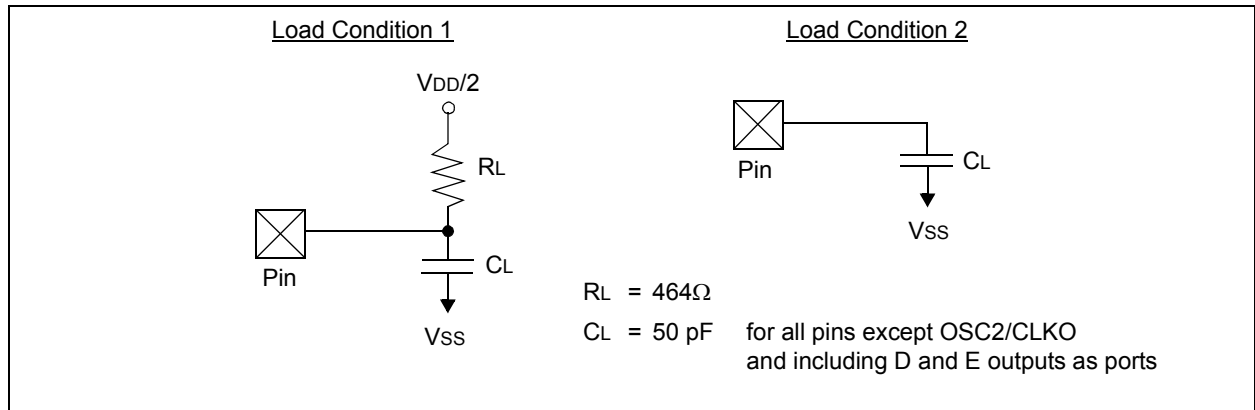 Load Condition 1
VDD/2
RL
Pin
CL
VSS
Load Condition 2
Pin
CL
VSS
RL = 464Ω
CL = 50 pF for all pins except OSC2/CLKO
and including D and E outputs as ports